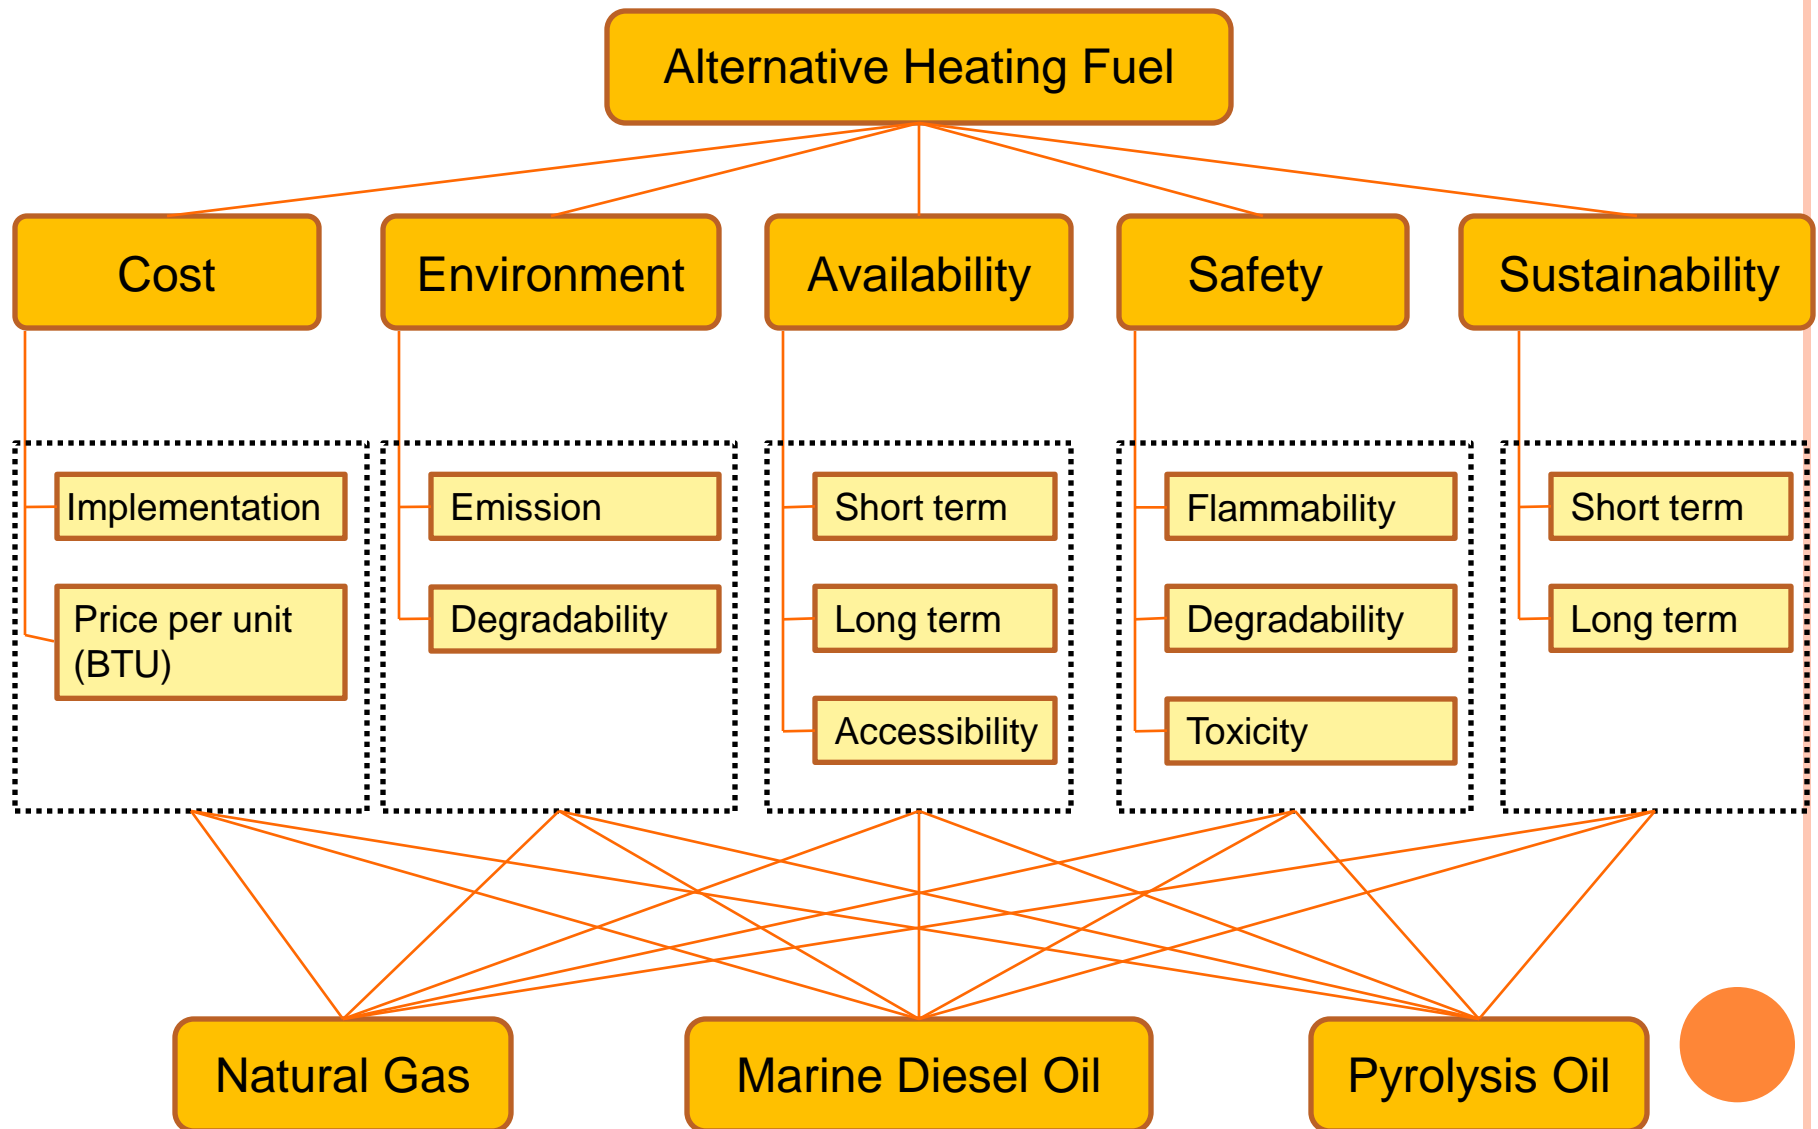 Alternative Heating Fuel
Cost
Environment
Availability
Safety
Sustainability
Implementation
Price per unit
(BTU)
Emission
Degradability
Short term
Long term
Accessibility
Flammability
Degradability
Toxicity
Short term
Long term
Natural Gas
Marine Diesel Oil
Pyrolysis Oil